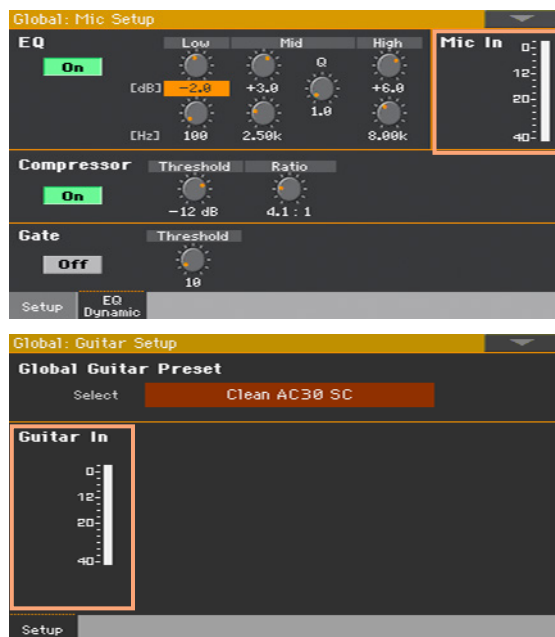 Global: Mic Setup
EQ Low Mid High Mic In
On Q
[dB] -2.0 +3.0 +6.0
1.0
[Hz] 100 2.50k 8.00k
0
12
20
40
Compressor Threshold Ratio
On
-12 dB 4.1 : 1
Gate Threshold
Off
10
Setup EQ Dynamic
Global: Guitar Setup
Global Guitar Preset
Select Clean AC30 SC
Guitar In
0
12
20
40
Setup